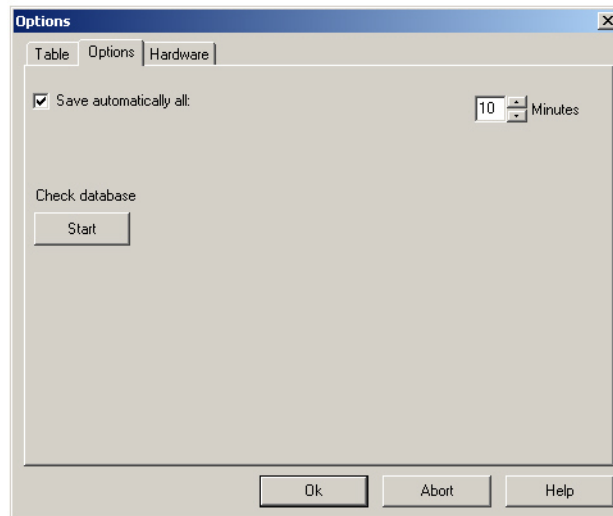 Options
Table Options Hardware
Save automatically all: 10 Minutes
Check database
Start
Ok Abort Help